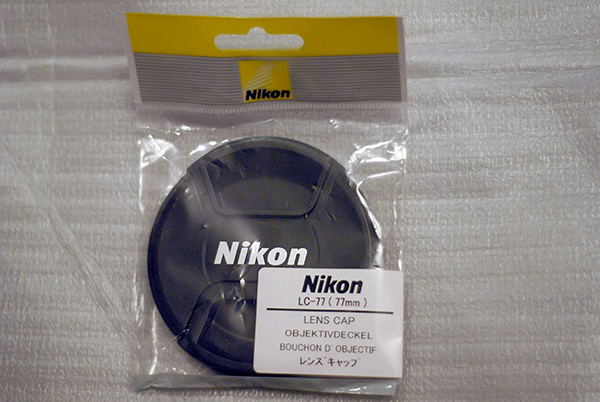 Nikon
Nikon
Nikon
LC-77 ( 77mm )
LENS CAP
OBJEKTIVDECKEL
BOUCHON D' OBJECTIF
レンズキャップ